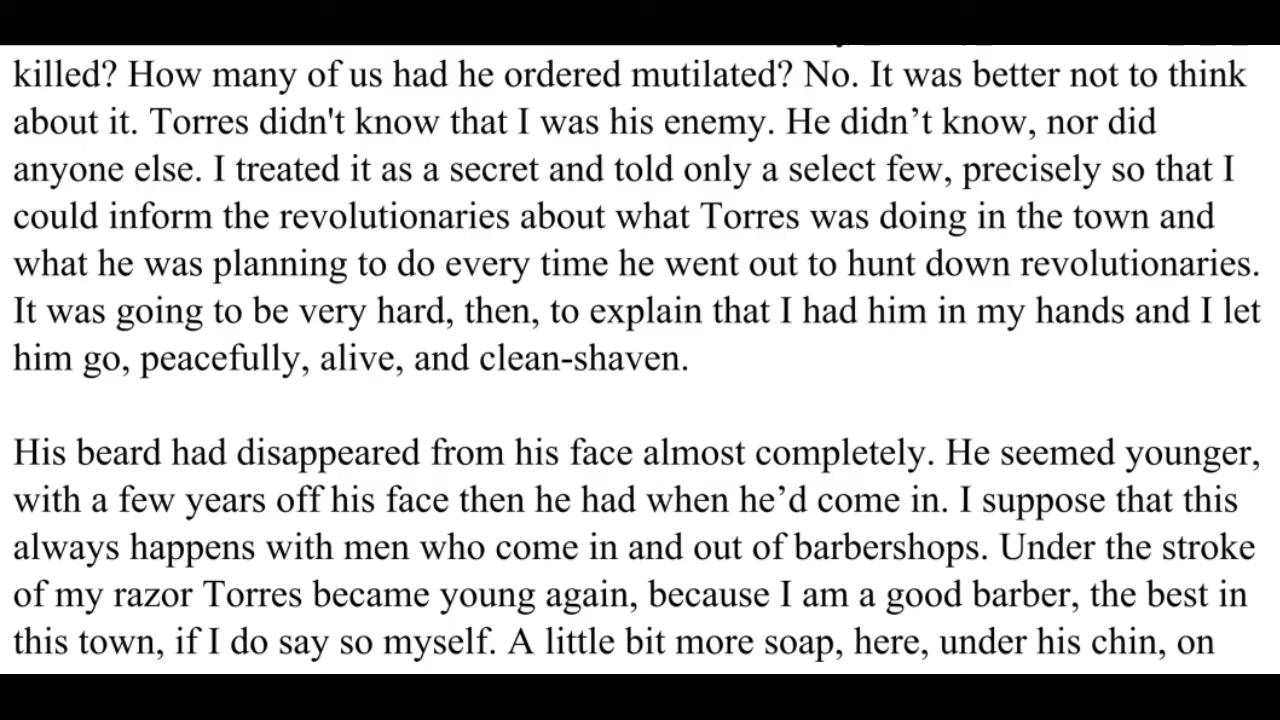 killed? How many of us had he ordered mutilated? No. It was better not to think
about it. Torres didn't know that I was his enemy. He didn’t know, nor did
anyone else. I treated it as a secret and told only a select few, precisely so that I
could inform the revolutionaries about what Torres was doing in the town and
what he was planning to do every time he went out to hunt down revolutionaries.
It was going to be very hard, then, to explain that I had him in my hands and I let
him go, peacefully, alive, and clean-shaven.
His beard had disappeared from his face almost completely. He seemed younger,
with a few years off his face then he had when he’d come in. I suppose that this
always happens with men who come in and out of barbershops. Under the stroke
of my razor Torres became young again, because I am a good barber, the best in
this town, if I do say so myself. A little bit more soap, here, under his chin, on